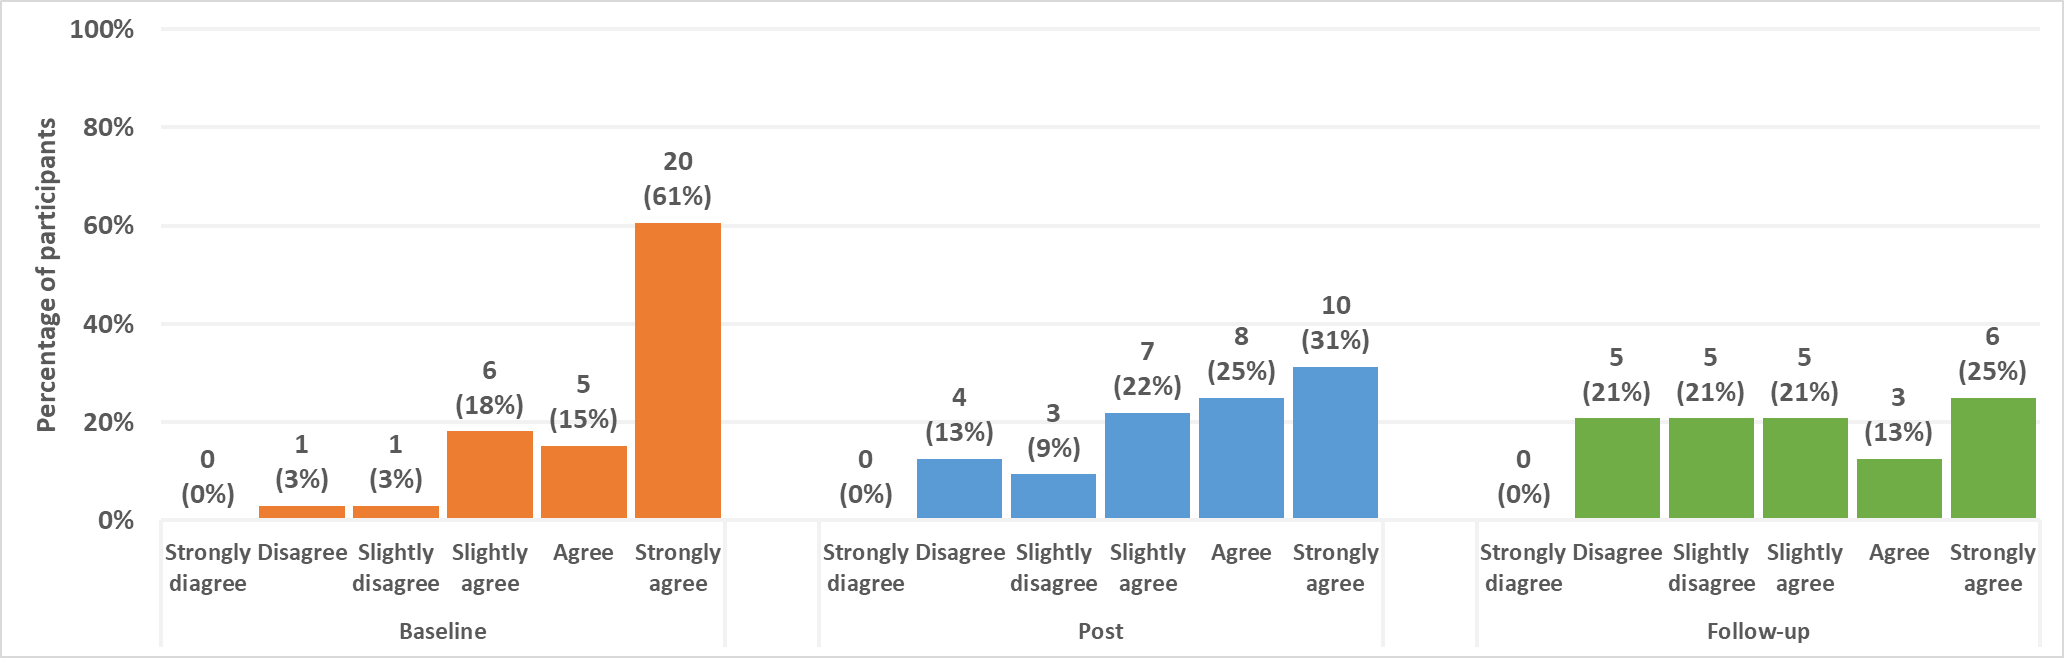 Percentage of participants
100%
80%
60%
40%
20%
0%
0
(0%)
1
(3%)
1
(3%)
6
(18%)
5
(15%)
20
(61%)
0
(0%)
4
(13%)
3
(9%)
7
(22%)
8
(25%)
10
(31%)
0
(0%)
5
(21%)
5
(21%)
5
(21%)
3
(13%)
6
(25%)
Strongly
diagree
Disagree
Slightly
disagree
Slightly
agree
Agree
Strongly
agree
Strongly
diagree
Disagree
Slightly
disagree
Slightly
agree
Agree
Strongly
agree
Strongly
diagree
Disagree
Slightly
disagree
Slightly
agree
Agree
Strongly
agree
Baseline
Post
Follow-up